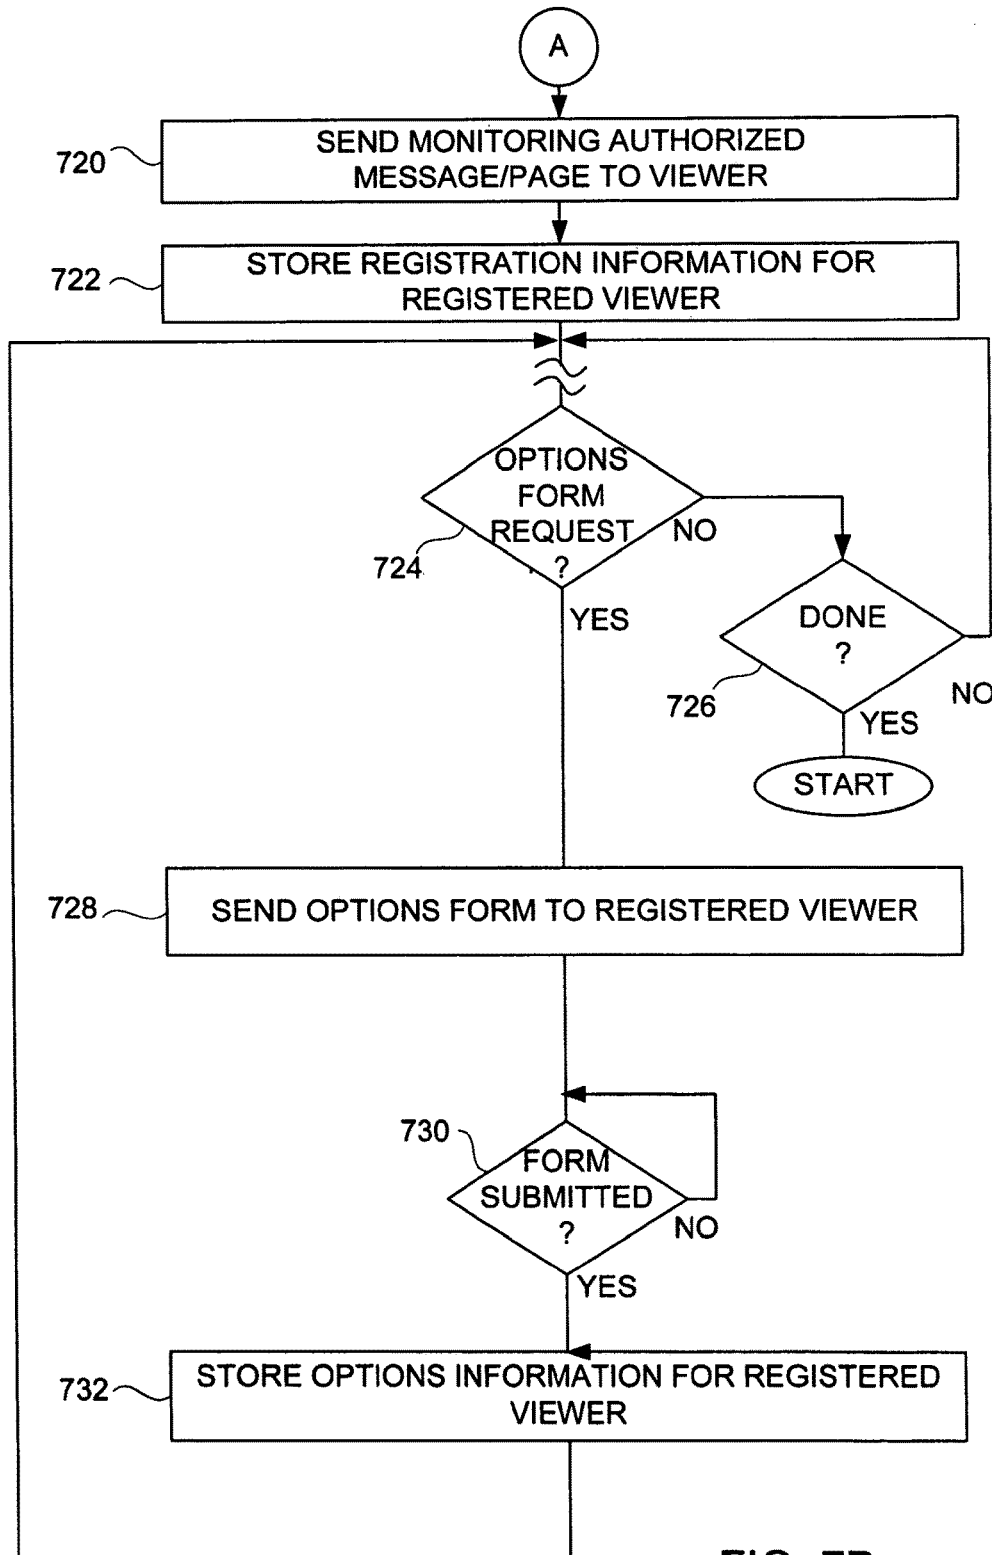 A
SEND MONITORING AUTHORIZED
MESSAGE/PAGE TO VIEWER
720
STORE REGISTRATION INFORMATION FOR
REGISTERED VIEWER
722
OPTIONS
FORM
REQUEST
?
724
NO
YES
DONE
?
726
NO
YES
START
728
SEND OPTIONS FORM TO REGISTERED VIEWER
730
FORM
SUBMITTED
?
NO
YES
732
STORE OPTIONS INFORMATION FOR REGISTERED
VIEWER